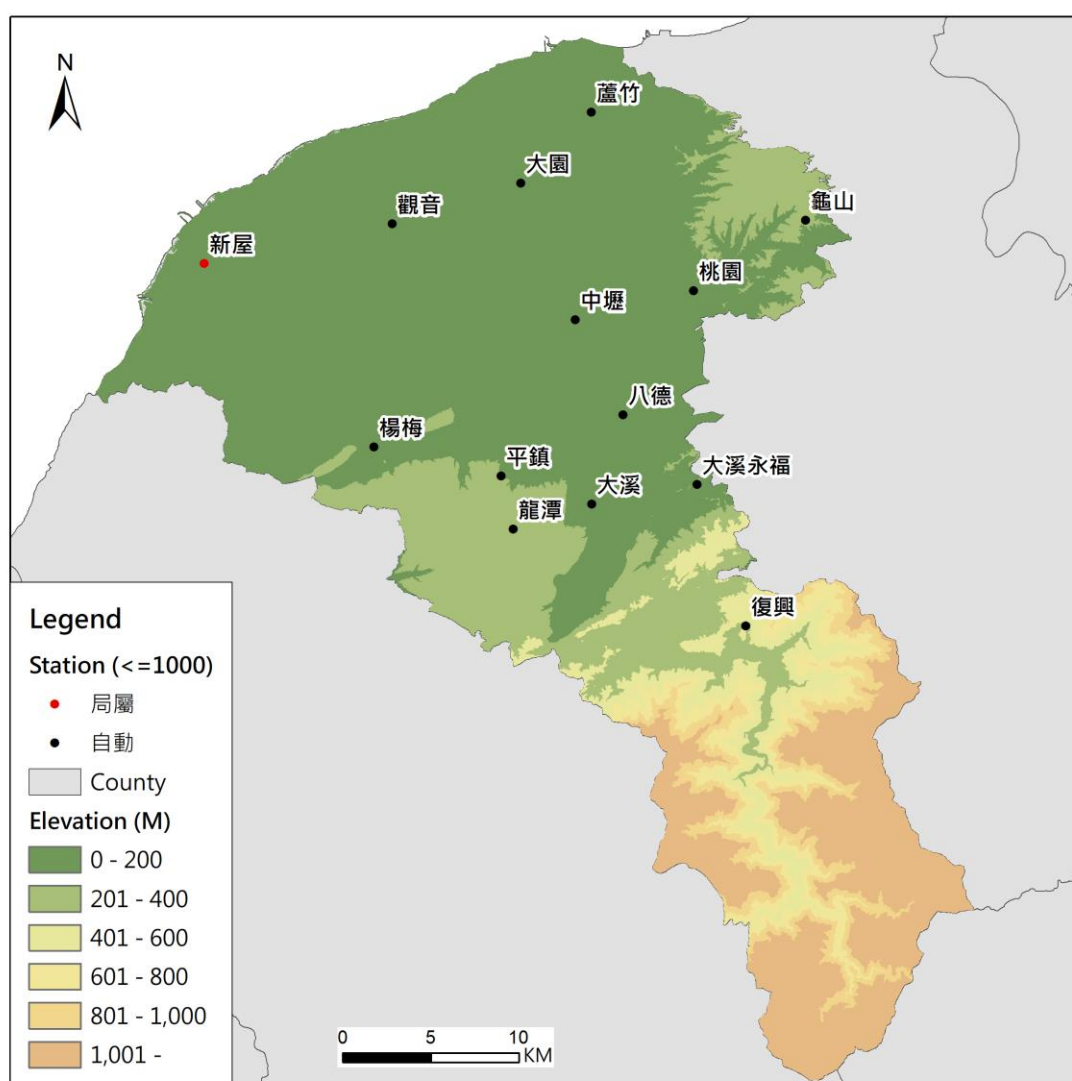 N
蘆竹
大園
龜山
觀音
新屋
桃園
中壢
八德
楊梅
平鎮
大溪永福
大溪
龍潭
復興
Legend
Station (<=1000)
局屬
自動
County
Elevation (M)
0 - 200
201 - 400
401 - 600
601 - 800
801 - 1,000
1,001 -
0 5 10
KM